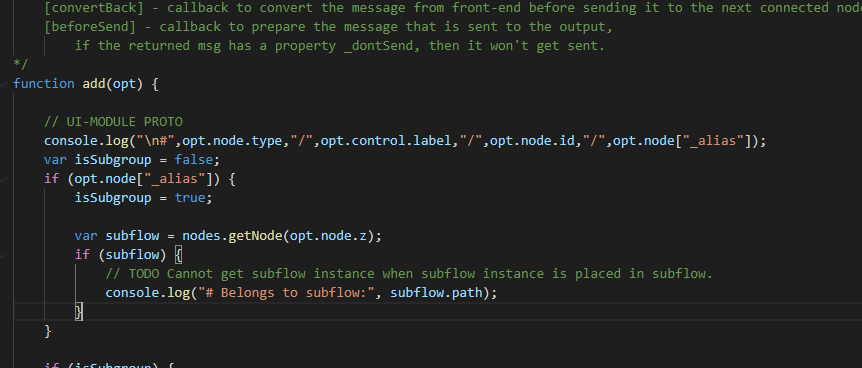 [convertBack] - callback to convert the message from front-end before sending it to the next connected
[beforeSend] - callback to prepare the message that is sent to the output,
if the returned msg has a property _dontSend, then it won't get sent.
*/
function add(opt) {
// UI-MODULE PROTO
console.log("\n#",opt.node.type,"/",opt.control.label,"/",opt.node.id,"/",opt.node["_alias"]);
var isSubgroup = false;
if (opt.node["_alias"]) {
isSubgroup = true;
var subflow = nodes.getNode(opt.node.z);
if (subflow) {
// TODO Cannot get subflow instance when subflow instance is placed in subflow.
console.log("# Belongs to subflow:", subflow.path);
}
}
if (isSubgroup) {